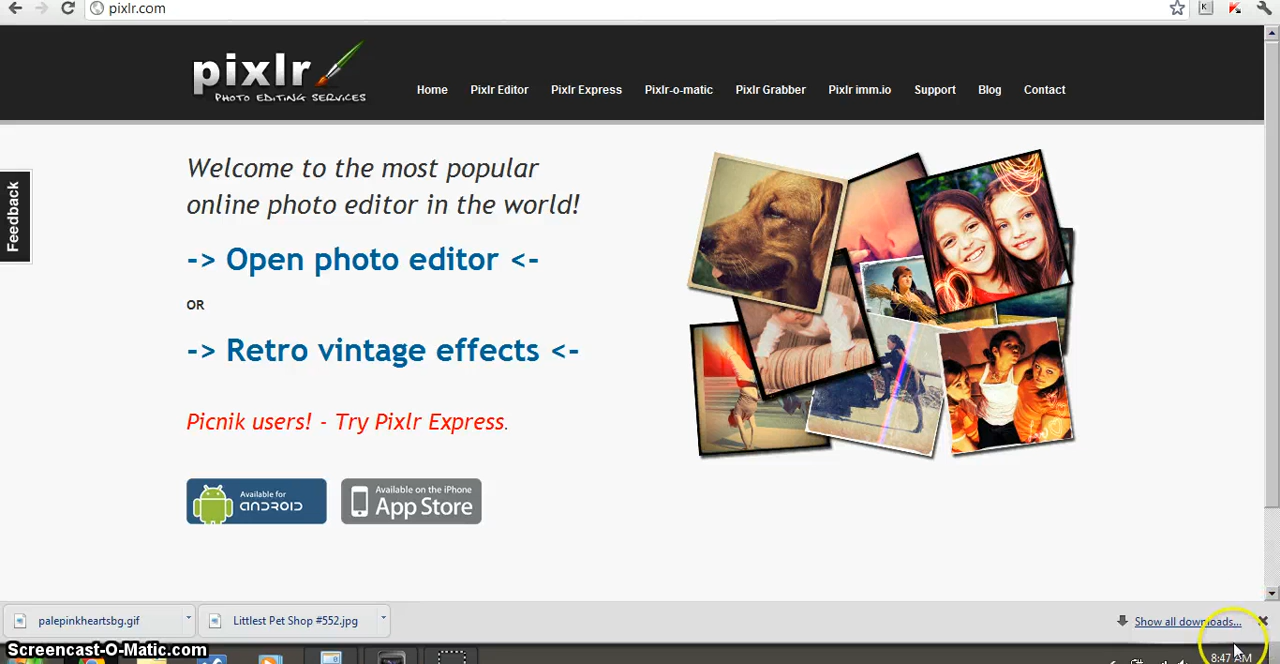 pixlr.com
pixlr
PHOTO EDITING SERVICES
Home Pixlr Editor Pixlr Express Pixlr-o-matic Pixlr Grabber Pixlr imm.io Support Blog Contact
Feedback
Welcome to the most popular
online photo editor in the world!
-> Open photo editor <-
OR
-> Retro vintage effects <-
Picnik users! - Try Pixlr Express.
Available for
ANDROID
Available on the iPhone
App Store
palepinkheartsbg.gif
Littlest Pet Shop #552.jpg
Show all downloads...
Screencast-O-Matic.com
8:47 AM